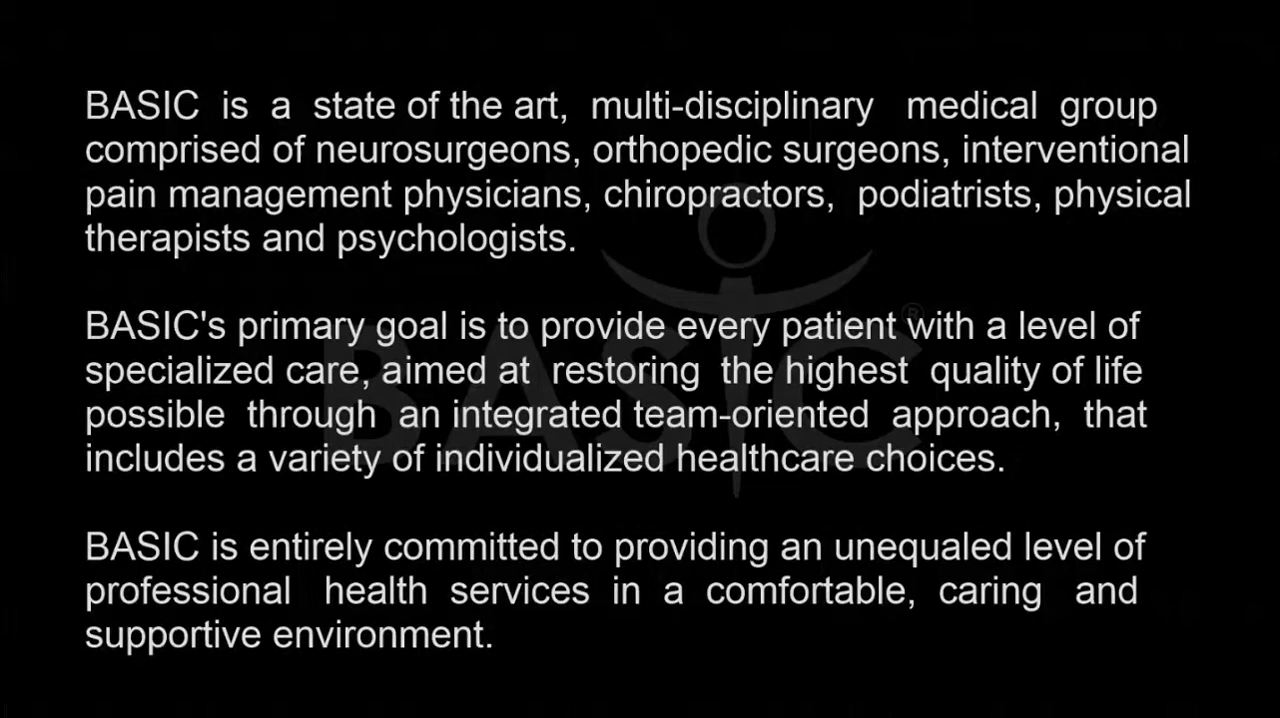 BASIC is a state of the art, multi-disciplinary medical group
comprised of neurosurgeons, orthopedic surgeons, interventional
pain management physicians, chiropractors, podiatrists, physical
therapists and psychologists.
BASIC's primary goal is to provide every patient with a level of
specialized care, aimed at restoring the highest quality of life
possible through an integrated team-oriented approach, that
includes a variety of individualized healthcare choices.
BASIC®
BASIC is entirely committed to providing an unequaled level of
professional health services in a comfortable, caring and
supportive environment.